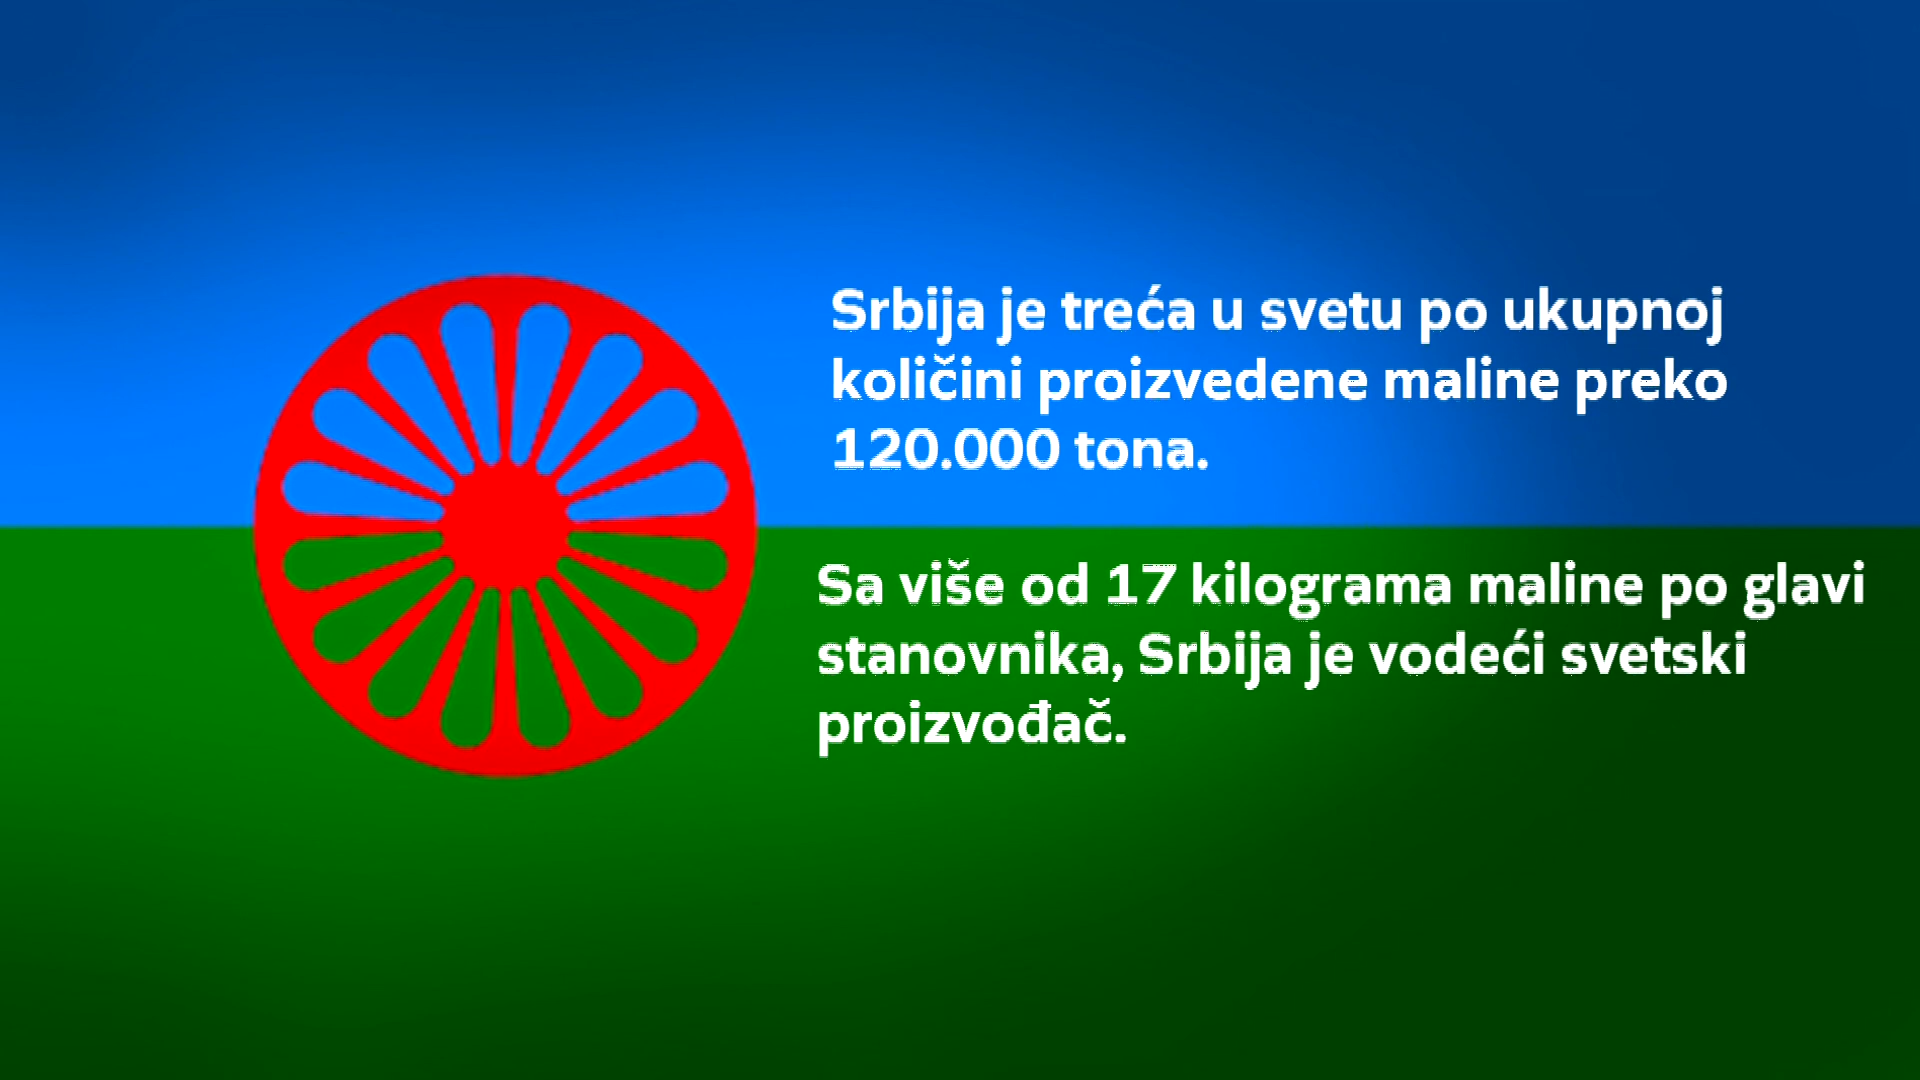 Srbija je treća u svetu po ukupnoj
količini proizvedene maline preko
120.000 tona.
Sa više od 17 kilograma maline po glavi
stanovnika, Srbija je vodeći svetski
proizvođač.